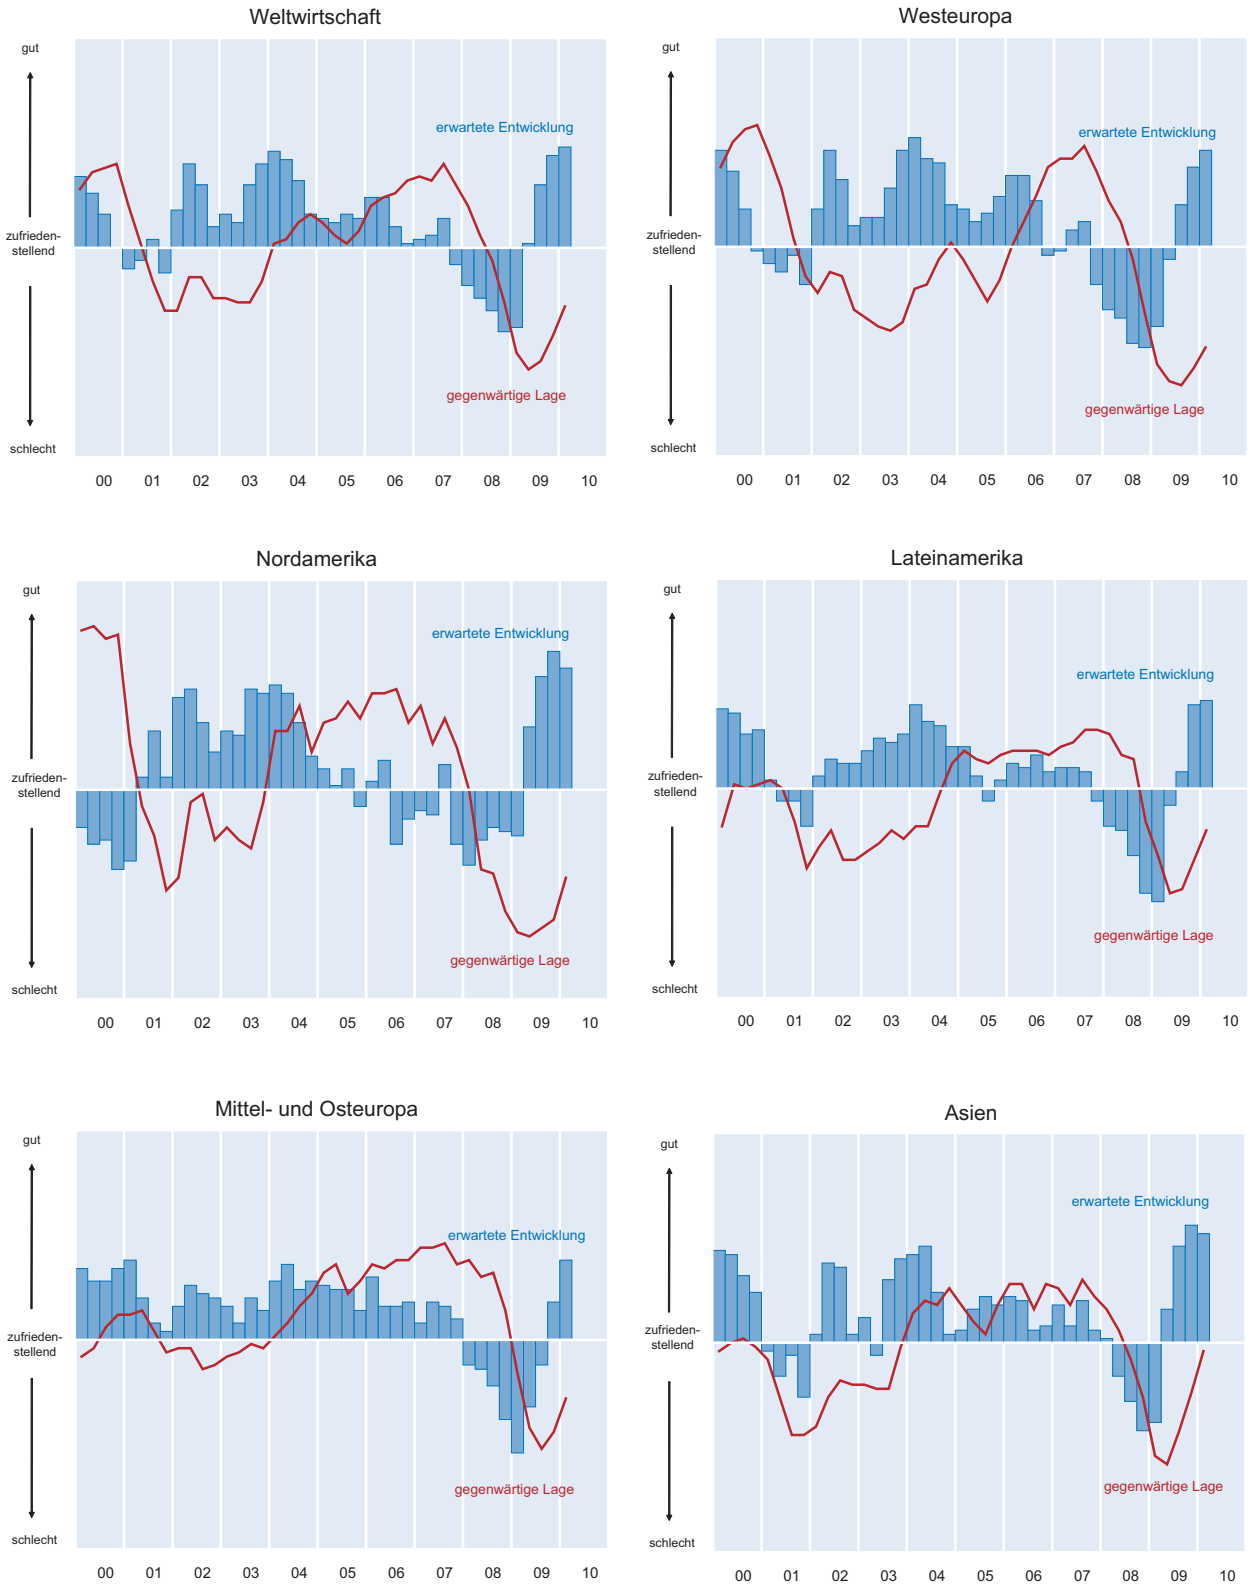 Weltwirtschaft
gut
erwartete Entwicklung
zufrieden-
stellend
gegenwärtige Lage
schlecht
00 01 02 03 04 05 06 07 08 09 10
Westeuropa
gut
erwartete Entwicklung
zufrieden-
stellend
gegenwärtige Lage
schlecht
00 01 02 03 04 05 06 07 08 09 10
Nordamerika
gut
erwartete Entwicklung
zufrieden-
stellend
gegenwärtige Lage
schlecht
00 01 02 03 04 05 06 07 08 09 10
Lateinamerika
gut
erwartete Entwicklung
zufrieden-
stellend
gegenwärtige Lage
schlecht
00 01 02 03 04 05 06 07 08 09 10
Mittel- und Osteuropa
gut
erwartete Entwicklung
zufrieden-
stellend
gegenwärtige Lage
schlecht
00 01 02 03 04 05 06 07 08 09 10
Asien
gut
erwartete Entwicklung
zufrieden-
stellend
gegenwärtige Lage
schlecht
00 01 02 03 04 05 06 07 08 09 10